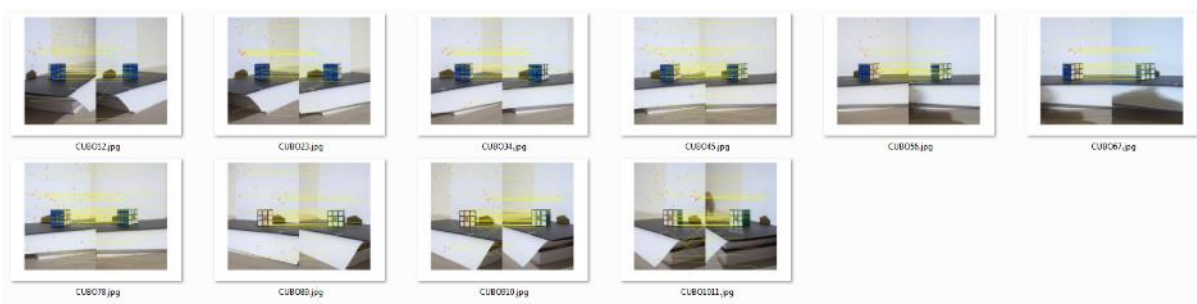 CUBO12.jpg
CUBO23.jpg
CUBO34.jpg
CUBO45.jpg
CUBO56.jpg
CUBO67.jpg
CUBO78.jpg
CUBO89.jpg
CUBO910.jpg
CUBO1011.jpg